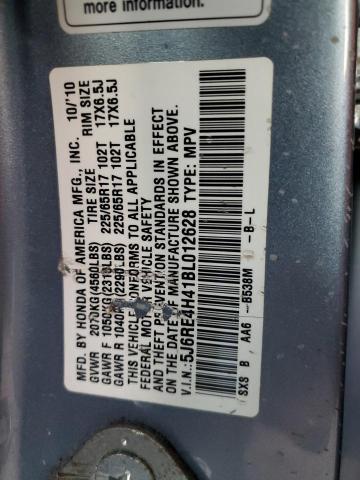 more information.
MFD. BY HONDA OF AMERICA MFG., INC. 10/'10
TIRE SIZE RIM SIZE
GVWR 2070KG(4560LBS)
GAWR F 1050KG(2310LBS) 225/65R17 102T 17X6.5J
GAWR R 1040KG(2290LBS) 225/65R17 102T 17X6.5J
THIS VEHICLE CONFORMS TO ALL APPLICABLE
FEDERAL MOTOR VEHICLE SAFETY
AND THEFT PREVENTION STANDARDS IN EFFECT
ON THE DATE OF MANUFACTURE SHOWN ABOVE.
V.I.N.: 5J6RE4H41BL012628 TYPE: MPV
SXS B AA6 -B538M -B-L